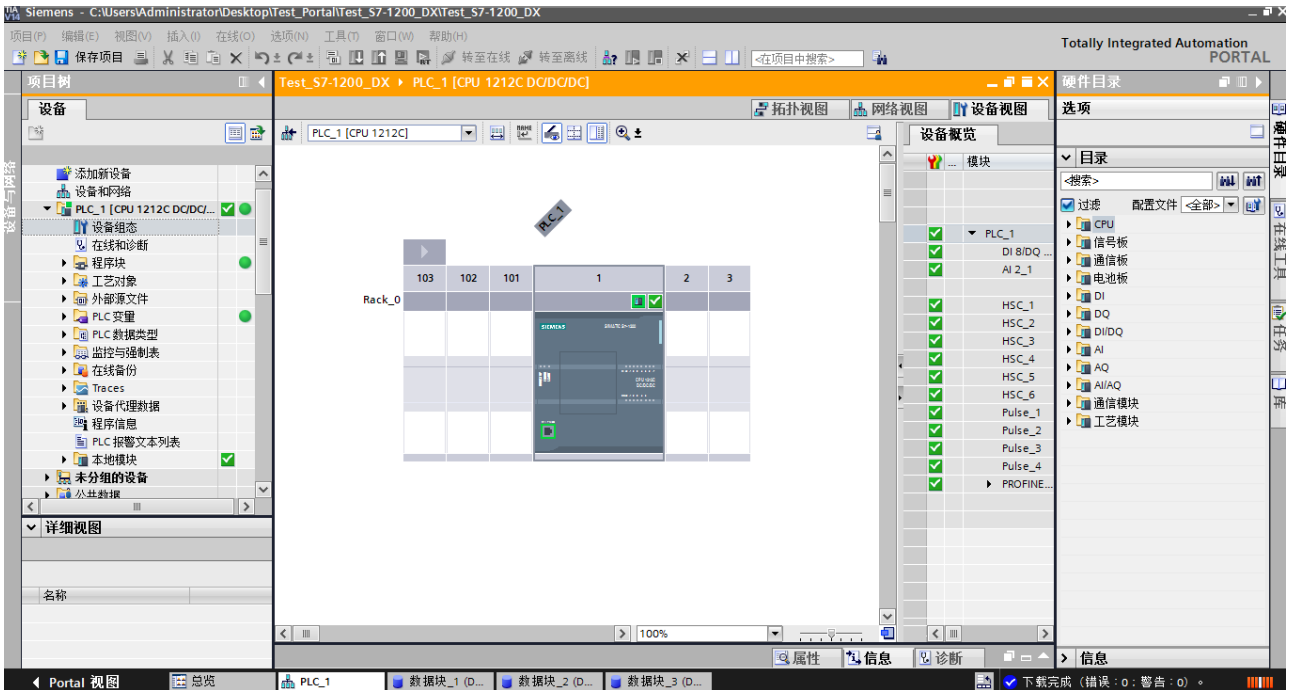 Siemens - C:\Users\Administrator\Desktop\Test_Portal\Test_S7-1200_DX\Test_S7-1200_DX
项目(P) 编辑(E) 视图(V) 插入(I) 在线(O) 选项(N) 工具(T) 窗口(W) 帮助(H)
Totally Integrated Automation
PORTAL
保存项目 转至在线 转至离线 <在项目中搜索>
项目树
Test_S7-1200_DX PLC_1 [CPU 1212C DC/DC/DC]
硬件目录
设备
拓扑视图 网络视图 设备视图
选项
PLC_1 [CPU 1212C]
设备概览
... 模块
目录
<搜索>
过滤 配置文件 <全部>
添加新设备
设备和网络
PLC_1 [CPU 1212C DC/DC/...
设备组态
在线和诊断
程序块
工艺对象
外部源文件
PLC 变量
PLC 数据类型
监控与强制表
在线备份
Traces
设备代理数据
程序信息
PLC 报警文本列表
本地模块
未分组的设备
公共数据
详细视图
名称
设备与网络
PLC_1
103 102 101 1 2 3
Rack_0
SIEMENS
PLC_1
DI 8/DQ ...
AI 2_1
HSC_1
HSC_2
HSC_3
HSC_4
HSC_5
HSC_6
Pulse_1
Pulse_2
Pulse_3
Pulse_4
PROFINE...
CPU
信号板
通信板
电池板
DI
DQ
DI/DQ
AI
AQ
AI/AQ
通信模块
工艺模块
硬件目录
在线工具
任务
库
100%
属性 信息 诊断
信息
Portal 视图 总览 PLC_1 数据块_1 (D... 数据块_2 (D... 数据块_3 (D...
下载完成（错误：0；警告：0）。